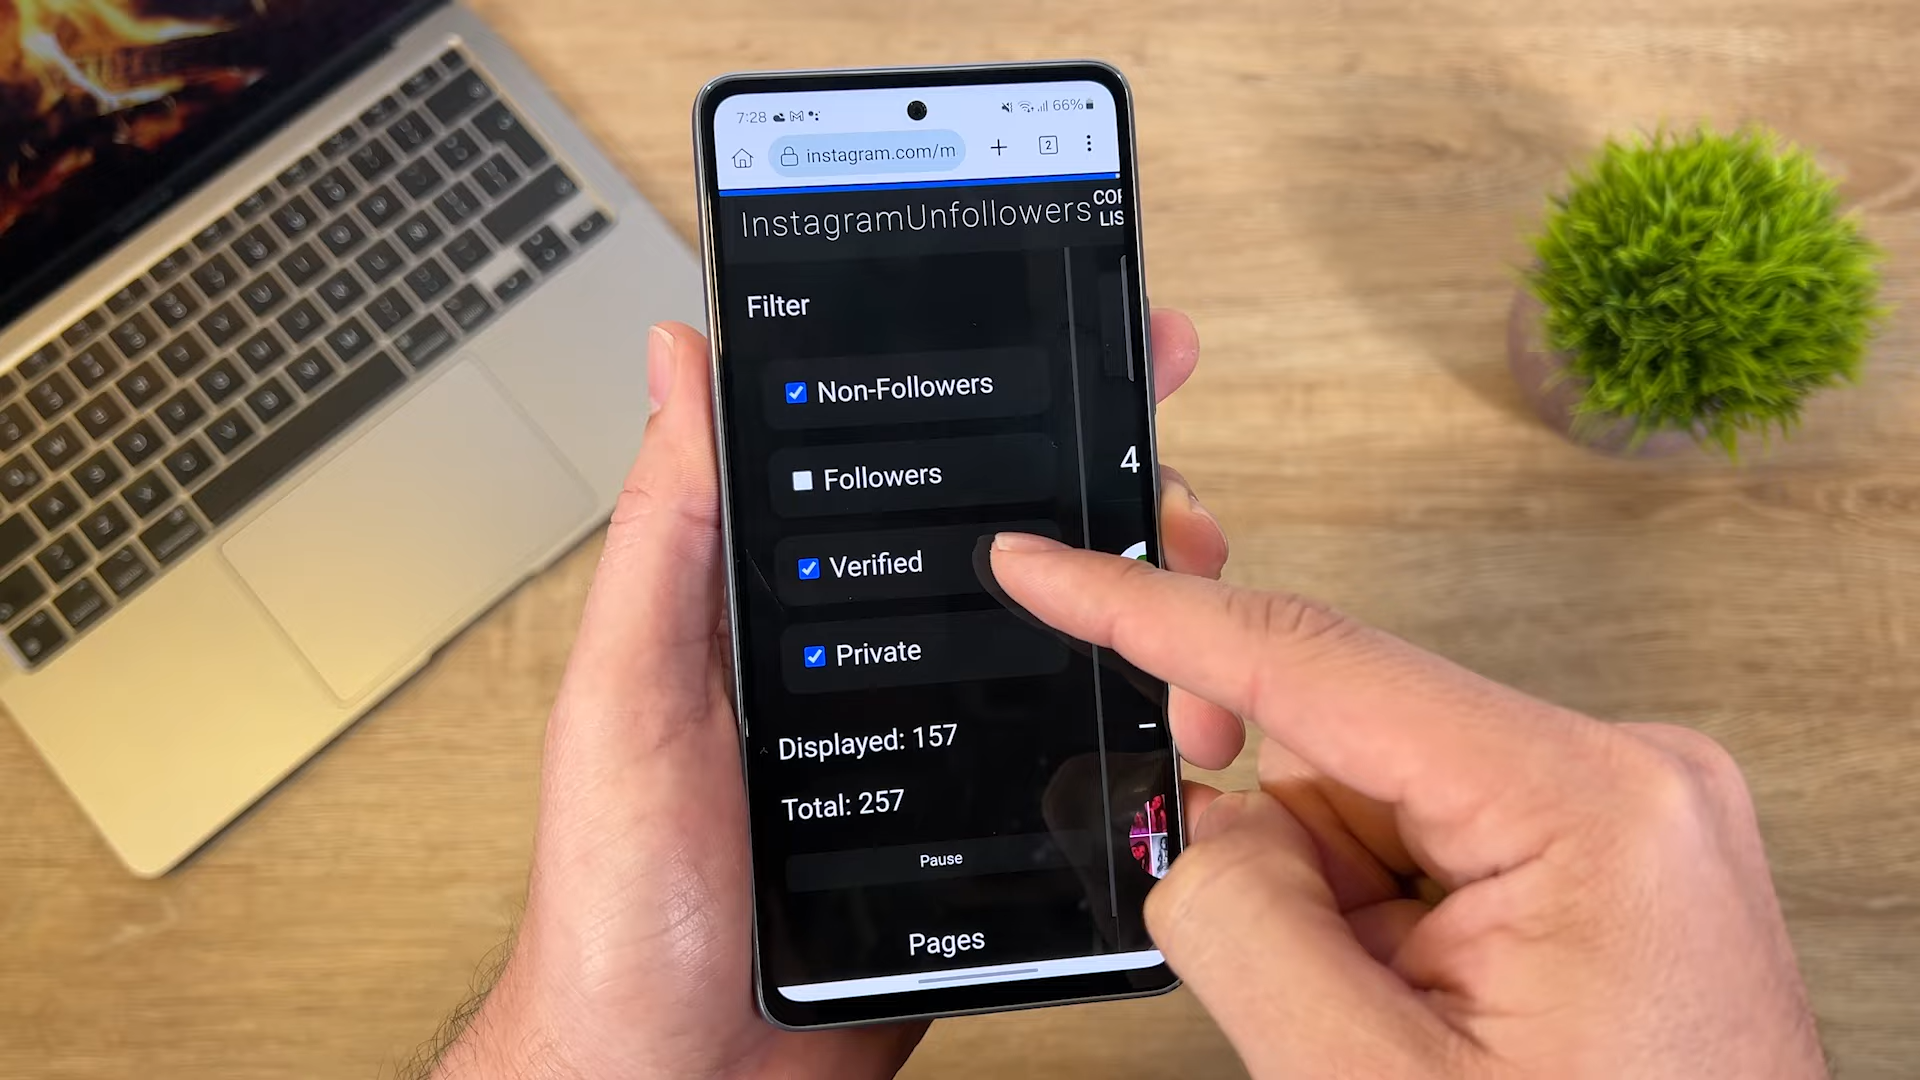 7:28 66%
instagram.com/m 2
InstagramUnfollowers
Filter
Non-Followers
Followers
4
Verified
Private
Displayed: 157
Total: 257
Pause
Pages